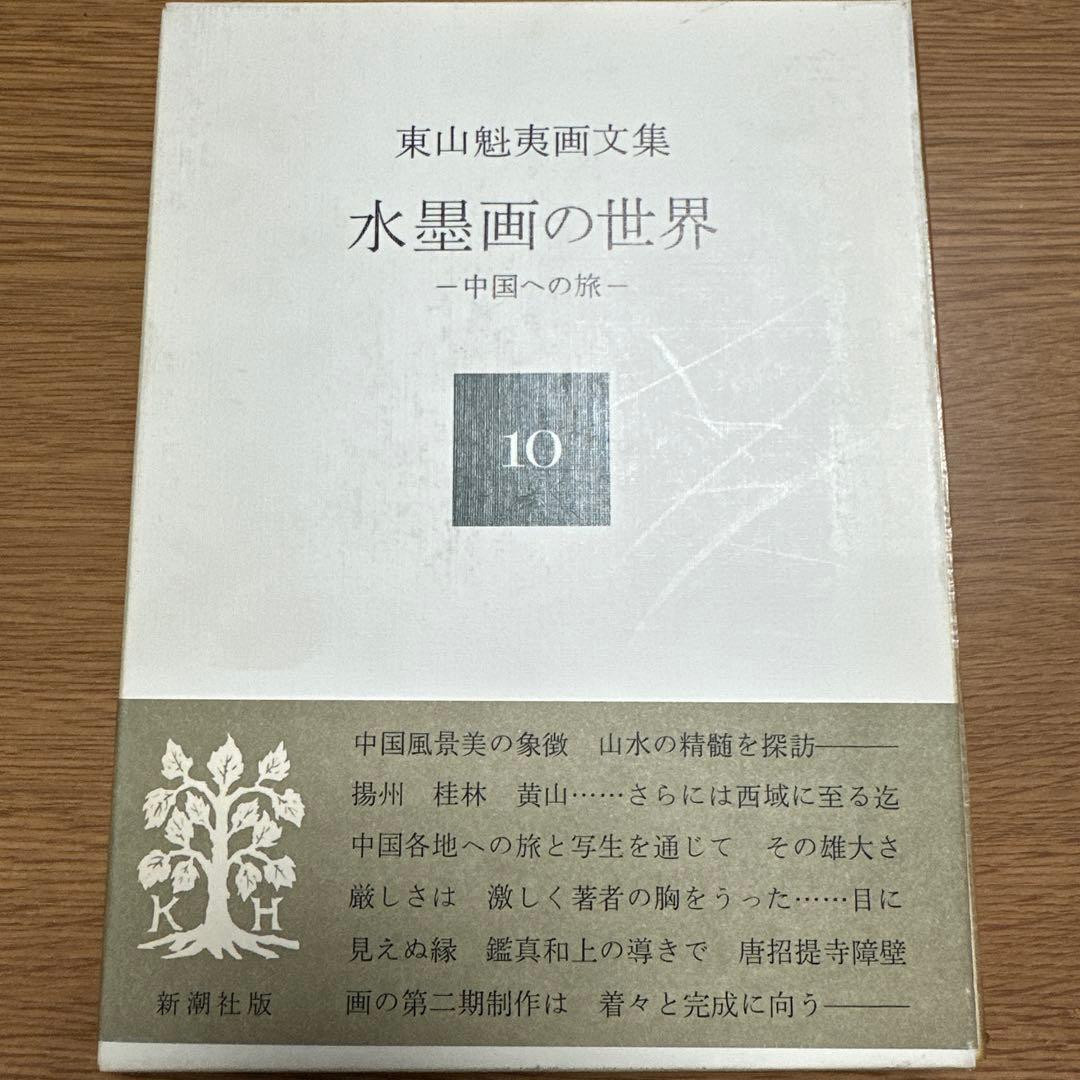 東山魁夷画文集
水墨画の世界
―中国への旅―
10
中国風景美の象徴　山水の精髄を探訪――
揚州　桂林　黄山……さらには西域に至る迄
中国各地への旅と写生を通じて　その雄大さ
厳しさは　激しく著者の胸をうった……目に
見えぬ縁　鑑真和上の導きで　唐招提寺障壁
画の第二期制作は　着々と完成に向う――
K H
新潮社版